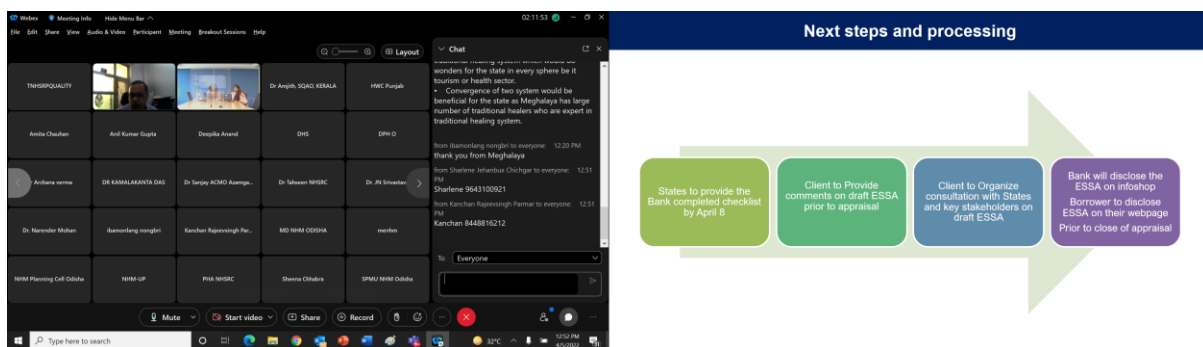 Webex
Meeting Info
Hide Menu Bar
02:11:53
File Edit Share View Audio & Video Participant Meeting Breakout Sessions Help
Layout
TNHSRPQUALITY
Dr Amjith, SQAO, KERALA
HWC Punjab
Amita Chauhan
Anil Kumar Gupta
Deepika Anand
DHS
DPH O
Archana verma
DR KAMALAKANTA DAS
Dr Sanjay ACMO Asamga...
Dr Tahseen NHSRC
Dr. JN Srivastav
Dr. Narender Mohan
ibamonlang nongbri
Kanchan Rajeevsingh Par...
MD NHM ODISHA
menhm
NHM Planning Cell Odisha
NHM-UP
PHA NHSRC
Sheena Chhabra
SPMU NHM Odisha
Chat
traditional healing system which would do
wonders for the state in every sphere be it
tourism or health sector.
• Convergence of two system would be
beneficial for the state as Meghalaya has large
number of traditional healers who are expert in
traditional healing system.
from ibamonlang nongbri to everyone: 12:20 PM
thank you from Meghalaya
from Sharlene Jehanbux Chichgar to everyone: 12:51
PM
Sharlene 9643100921
from Kanchan Rajeevsingh Parmar to everyone: 12:51
PM
Kanchan 8448816212
To: Everyone
Mute
Start video
Share
Record
Type here to search
32°C
12:52 PM
4/5/2022
Next steps and processing
States to provide the
Bank completed checklist
by April 8
Client to Provide
comments on draft ESSA
prior to appraisal
Client to Organize
consultation with States
and key stakeholders on
draft ESSA
Bank will disclose the
ESSA on infoshop
Borrower to disclose
ESSA on their webpage
Prior to close of appraisal